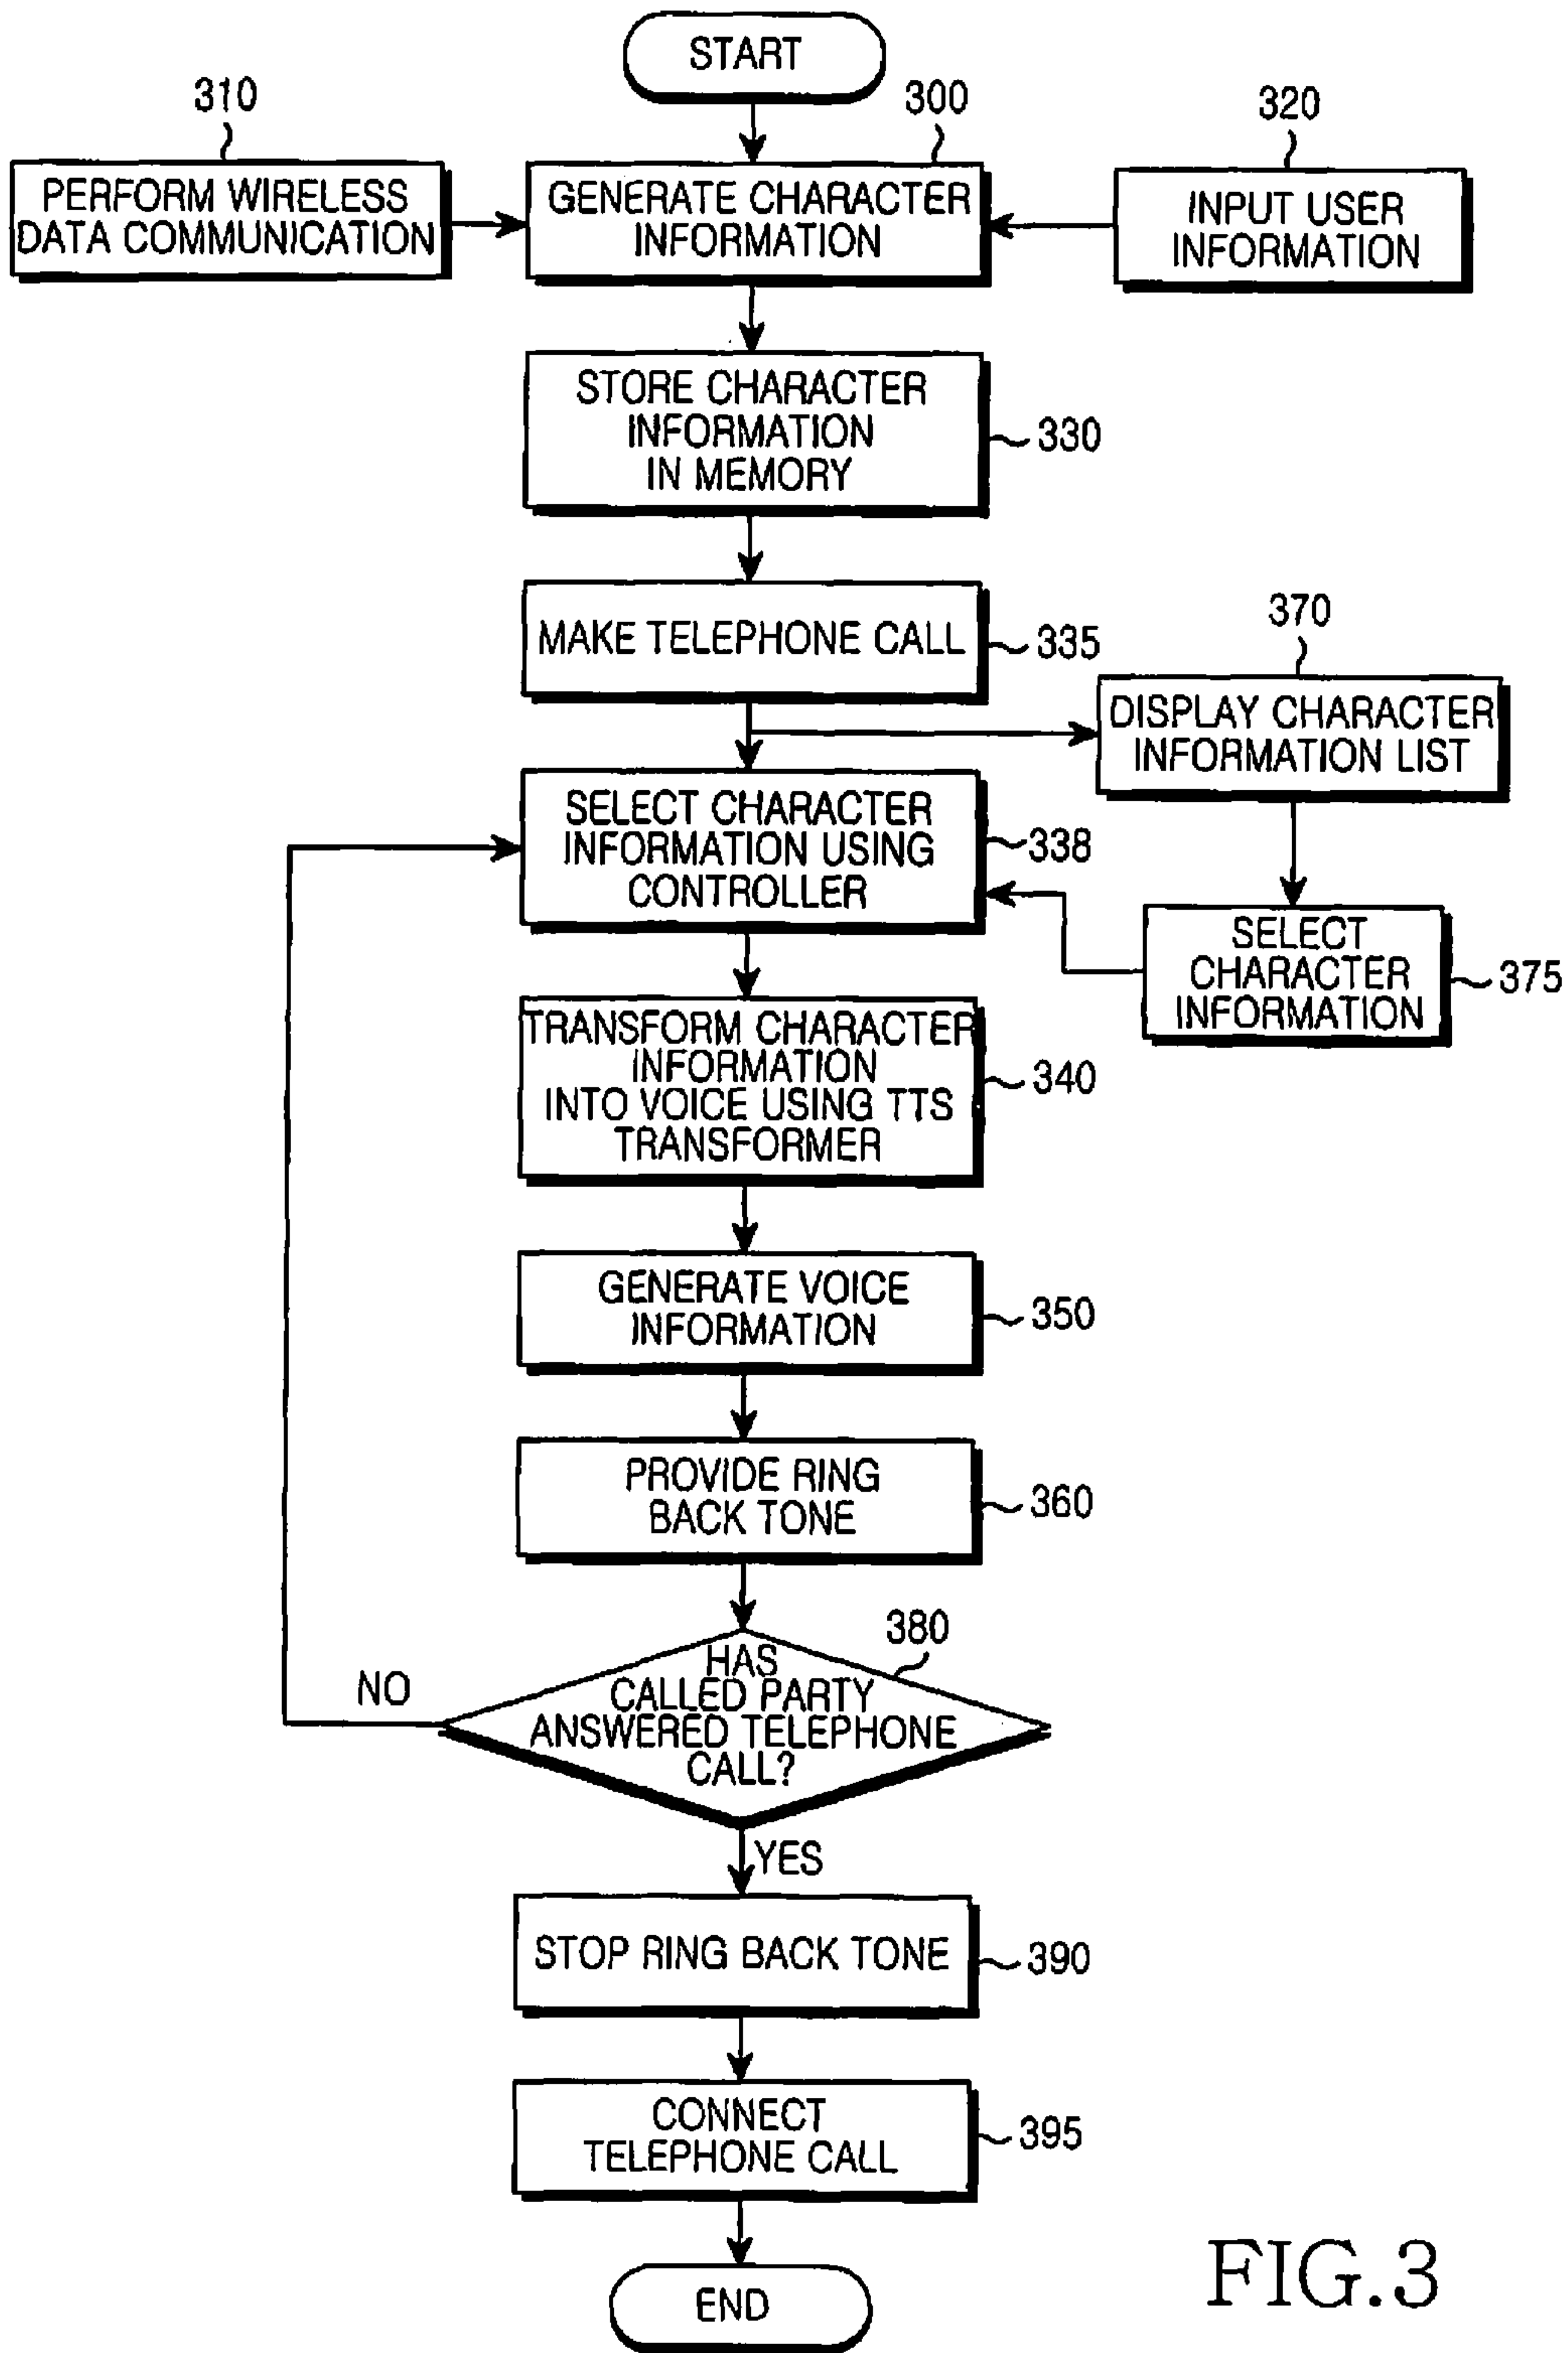 START
310
300
320
PERFORM WIRELESS
DATA COMMUNICATION
GENERATE CHARACTER
INFORMATION
INPUT USER
INFORMATION
STORE CHARACTER
INFORMATION
IN MEMORY
330
MAKE TELEPHONE CALL
335
370
DISPLAY CHARACTER
INFORMATION LIST
SELECT CHARACTER
INFORMATION USING
CONTROLLER
338
SELECT
CHARACTER
INFORMATION
375
TRANSFORM CHARACTER
INFORMATION
INTO VOICE USING TTS
TRANSFORMER
340
GENERATE VOICE
INFORMATION
350
PROVIDE RING
BACK TONE
360
380
HAS
CALLED PARTY
ANSWERED TELEPHONE
CALL?
NO
YES
STOP RING BACK TONE
390
CONNECT
TELEPHONE CALL
395
END
FIG.3